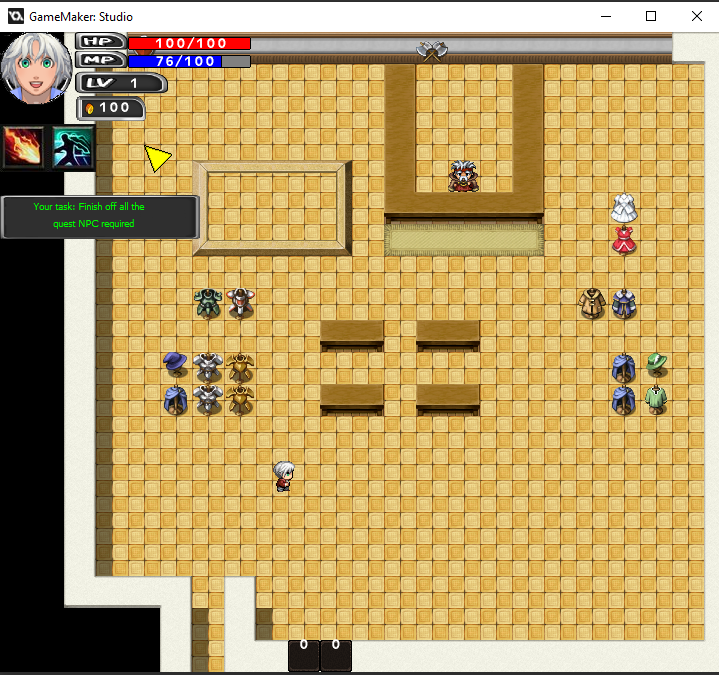 GameMaker: Studio
HP 100/100
MP 76/100
LV 1
100
Your task: Finish off all the
quest NPC required
0 0